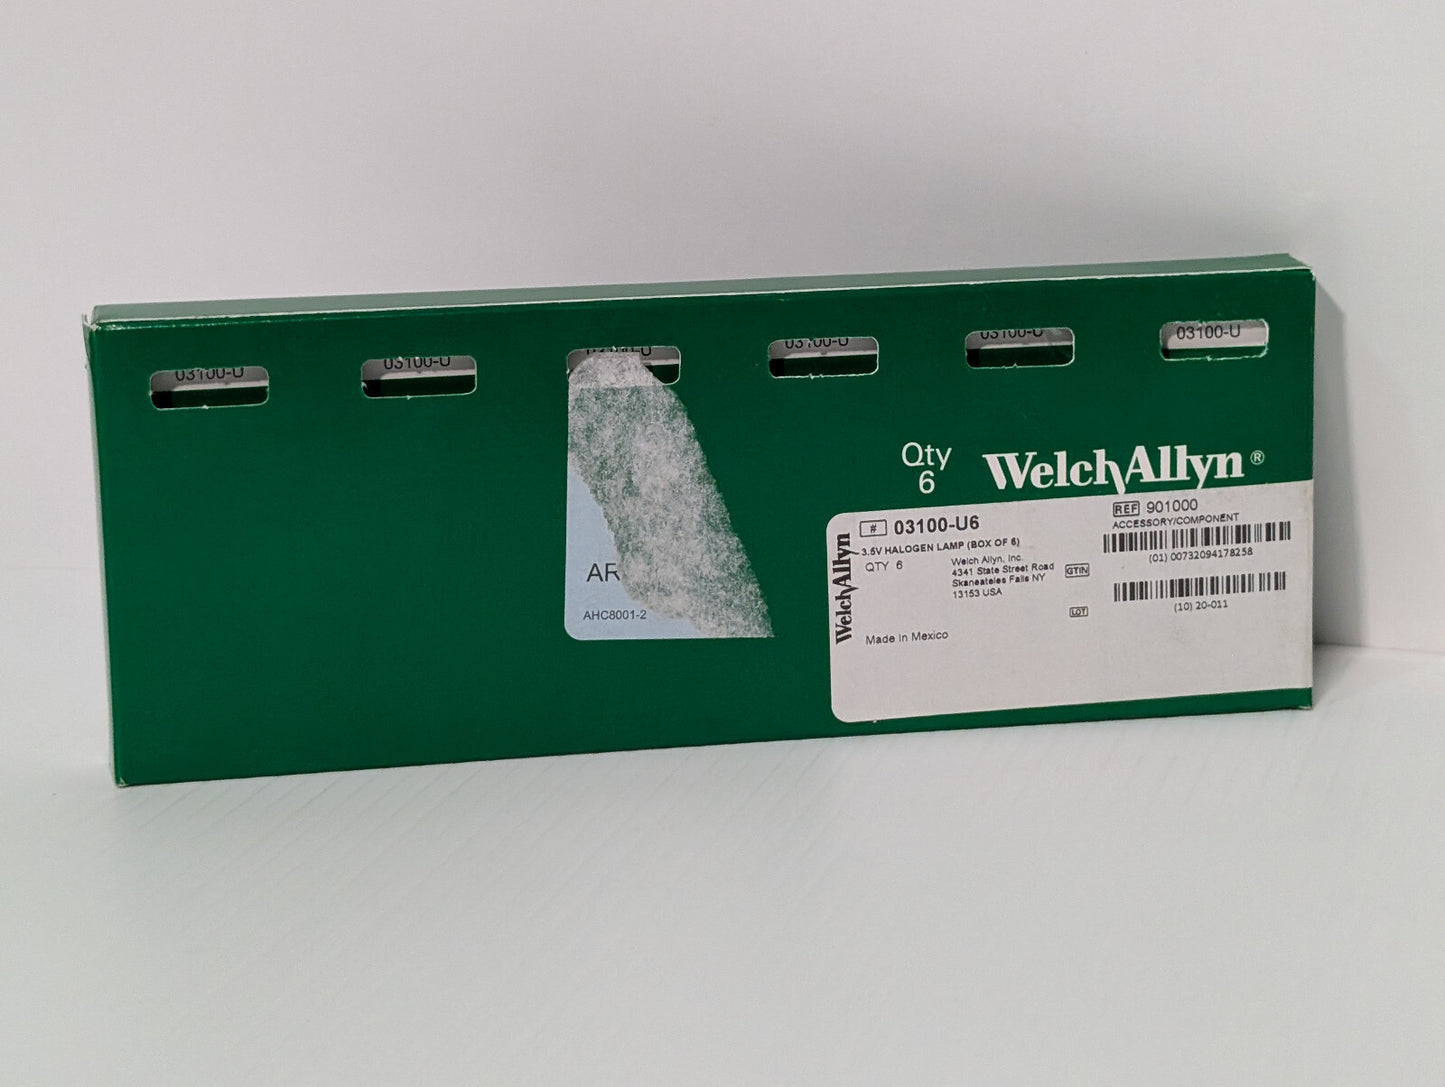 03100-U
03100-U
03100-U
03100-U
03100-U
03100-U
Qty
6
WelchAllyn®
AR
AHC8001-2
WelchAllyn
# 03100-U6
3.5V HALOGEN LAMP (BOX OF 6)
QTY 6
Welch Allyn, Inc.
4341 State Street Road
Skaneateles Falls NY
13153 USA
Made in Mexico
REF 901000
ACCESSORY/COMPONENT
GTIN
(01) 00732094178258
LOT
(10) 20-011